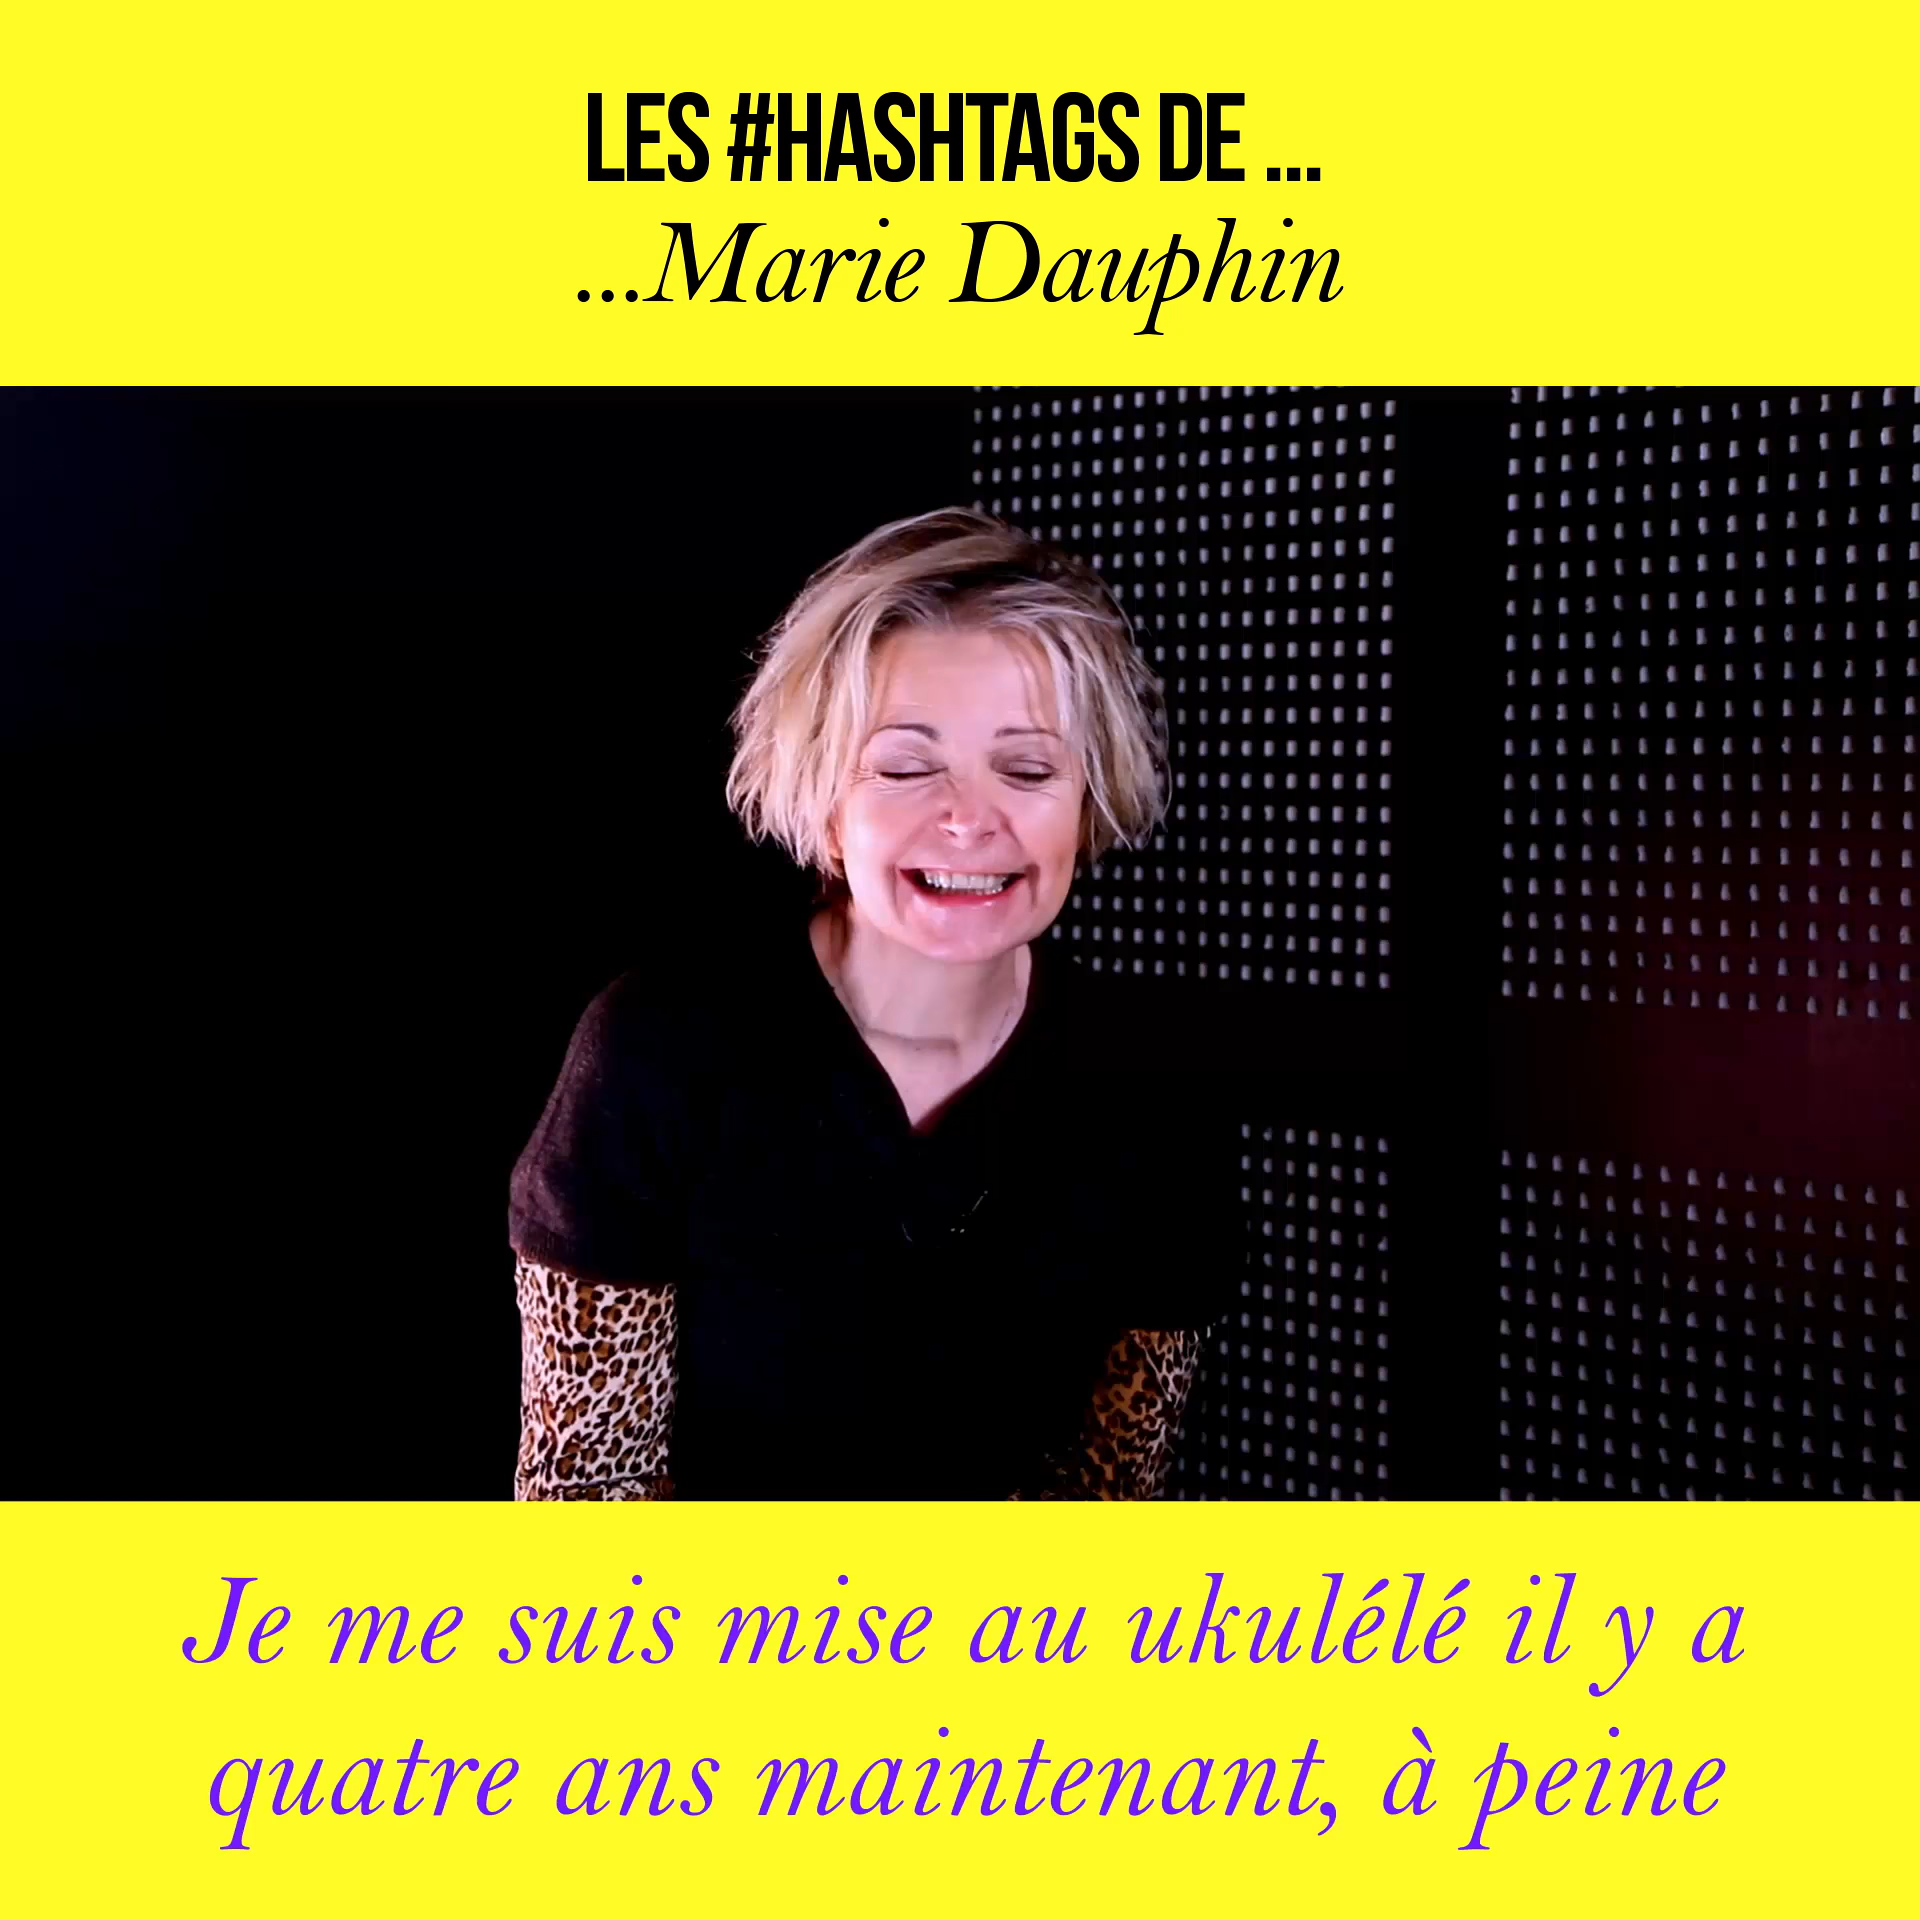 LES #HASHTAGS DE ...
...Marie Dauphin
Je me suis mise au ukulélé il y a
quatre ans maintenant, à peine